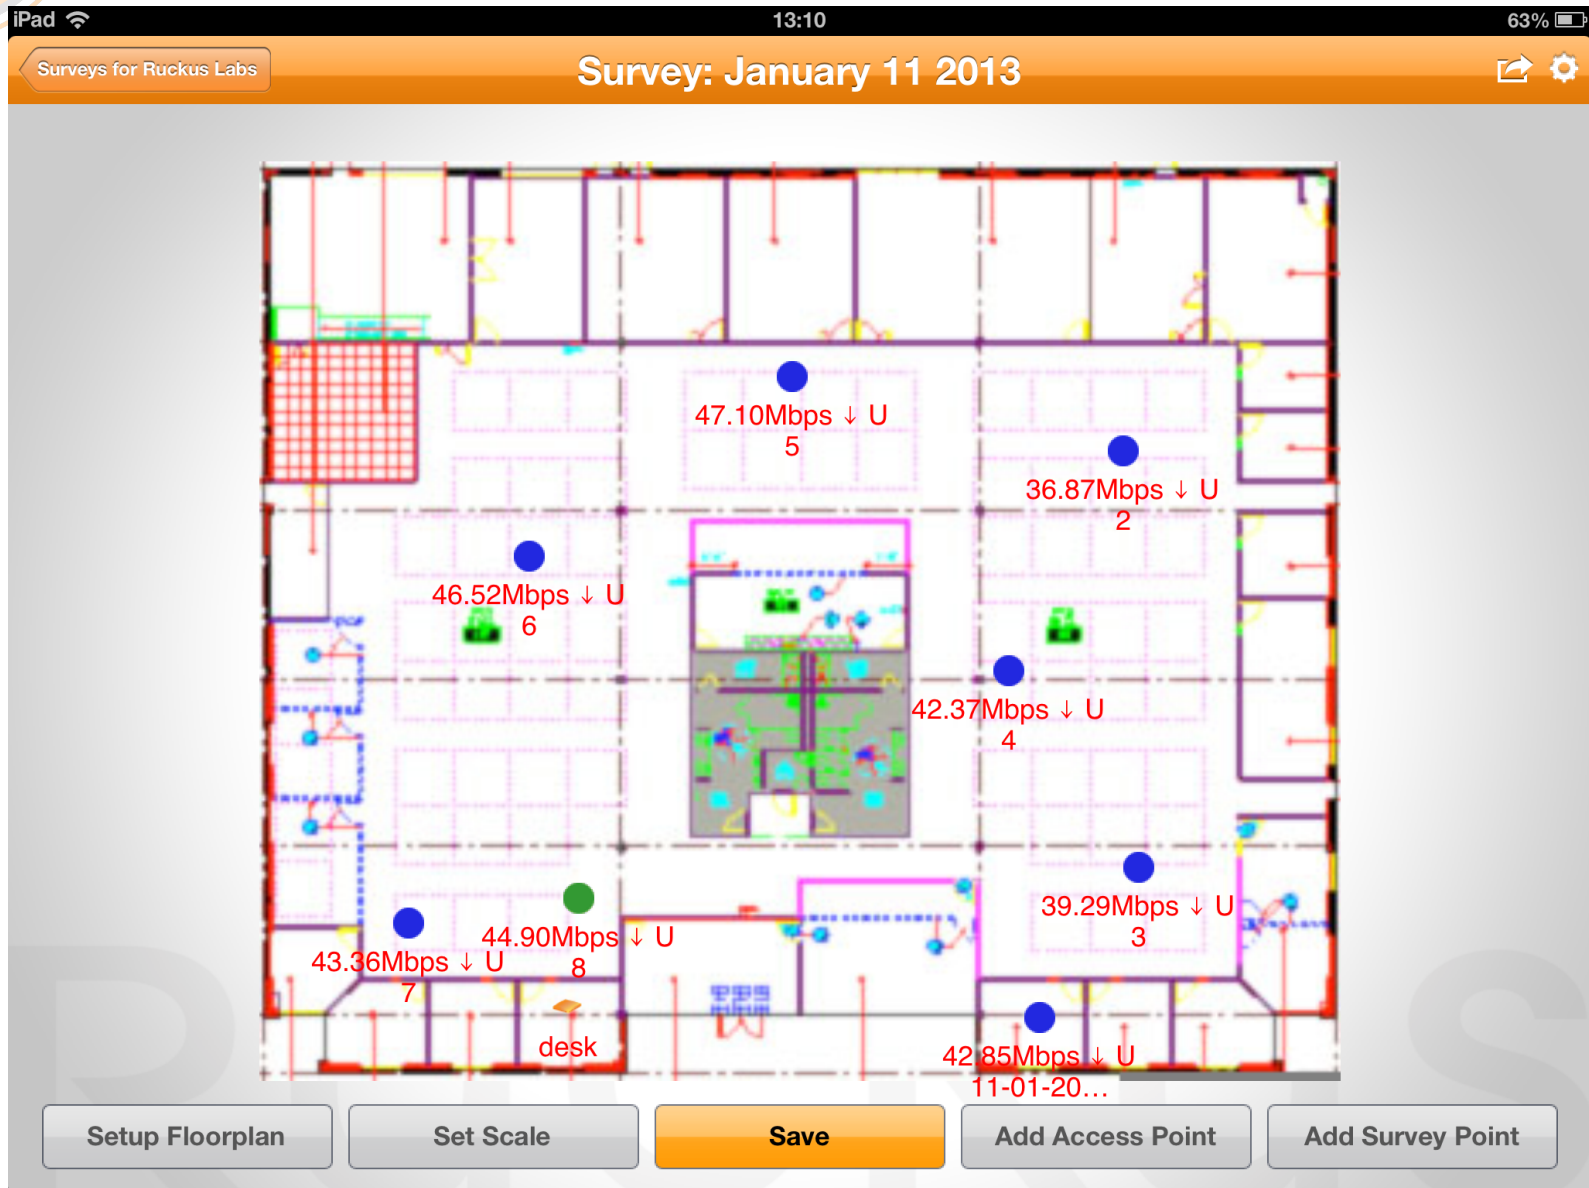 iPad 13:10 63%
Surveys for Ruckus Labs
Survey: January 11 2013
47.10Mbps ↓ U
5
36.87Mbps ↓ U
2
46.52Mbps ↓ U
6
42.37Mbps ↓ U
4
39.29Mbps ↓ U
3
44.90Mbps ↓ U
8
43.36Mbps ↓ U
7
desk
42.85Mbps ↓ U
11-01-20…
Setup Floorplan
Set Scale
Save
Add Access Point
Add Survey Point
RUCKUS